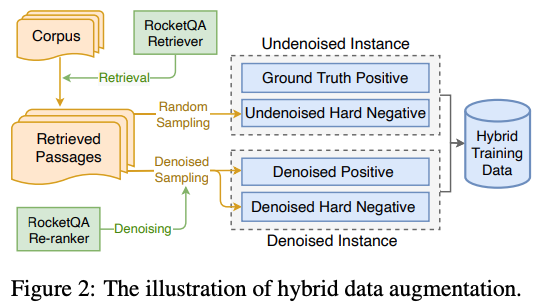 Corpus
RocketQA
Retriever
Retrieval
Retrieved
Passages
Random
Sampling
Denoised
Sampling
RocketQA
Re-ranker
Denoising
Undenoised Instance
Ground Truth Positive
Undenoised Hard Negative
Denoised Positive
Denoised Hard Negative
Denoised Instance
Hybrid
Training
Data
Figure 2: The illustration of hybrid data augmentation.